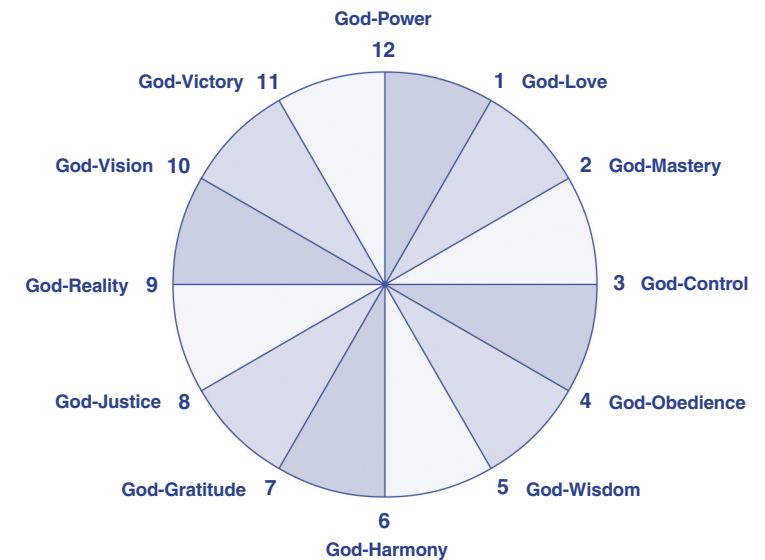 God-Power
12
God-Victory 11
1 God-Love
God-Vision 10
2 God-Mastery
God-Reality 9
3 God-Control
God-Justice 8
4 God-Obedience
God-Gratitude 7
5 God-Wisdom
6
God-Harmony